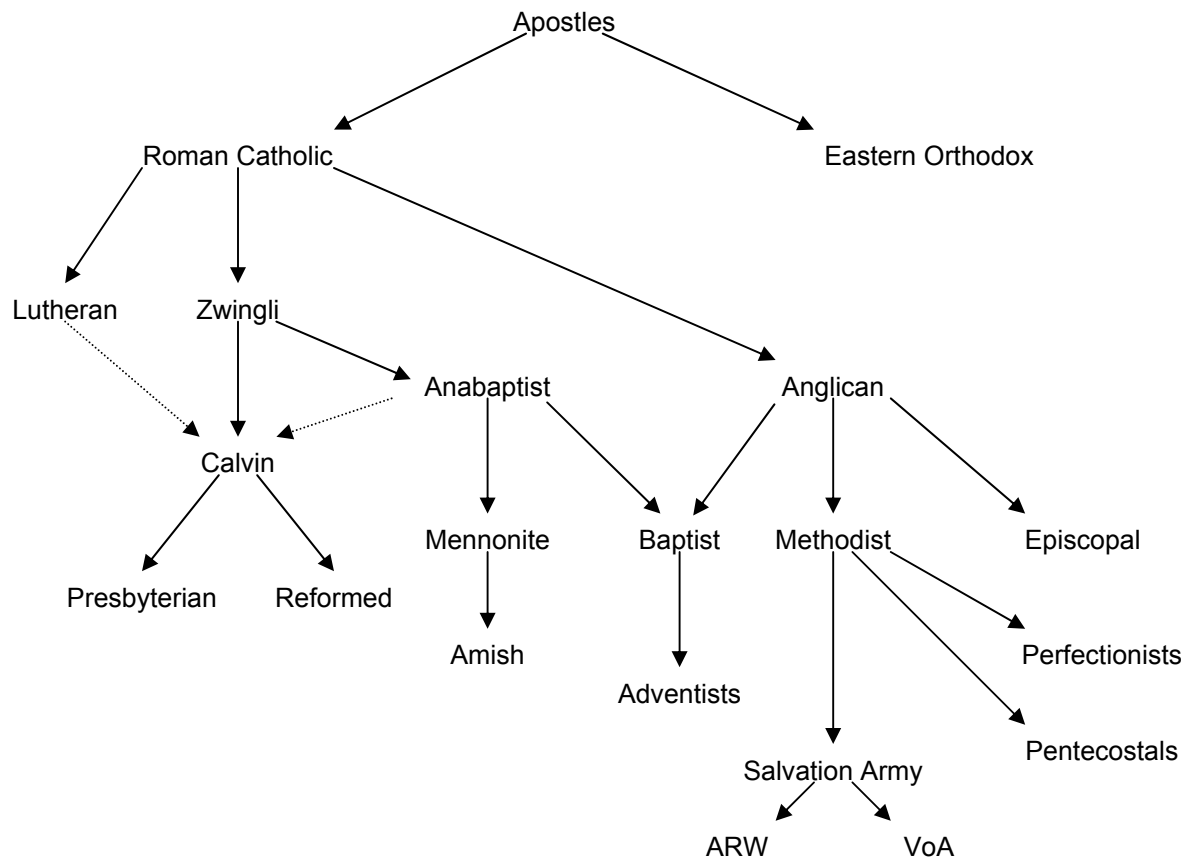 Apostles
Roman Catholic
Eastern Orthodox
Lutheran
Zwingli
Anabaptist
Anglican
Calvin
Mennonite
Baptist
Methodist
Episcopal
Presbyterian
Reformed
Amish
Perfectionists
Adventists
Pentecostals
Salvation Army
ARW
VoA